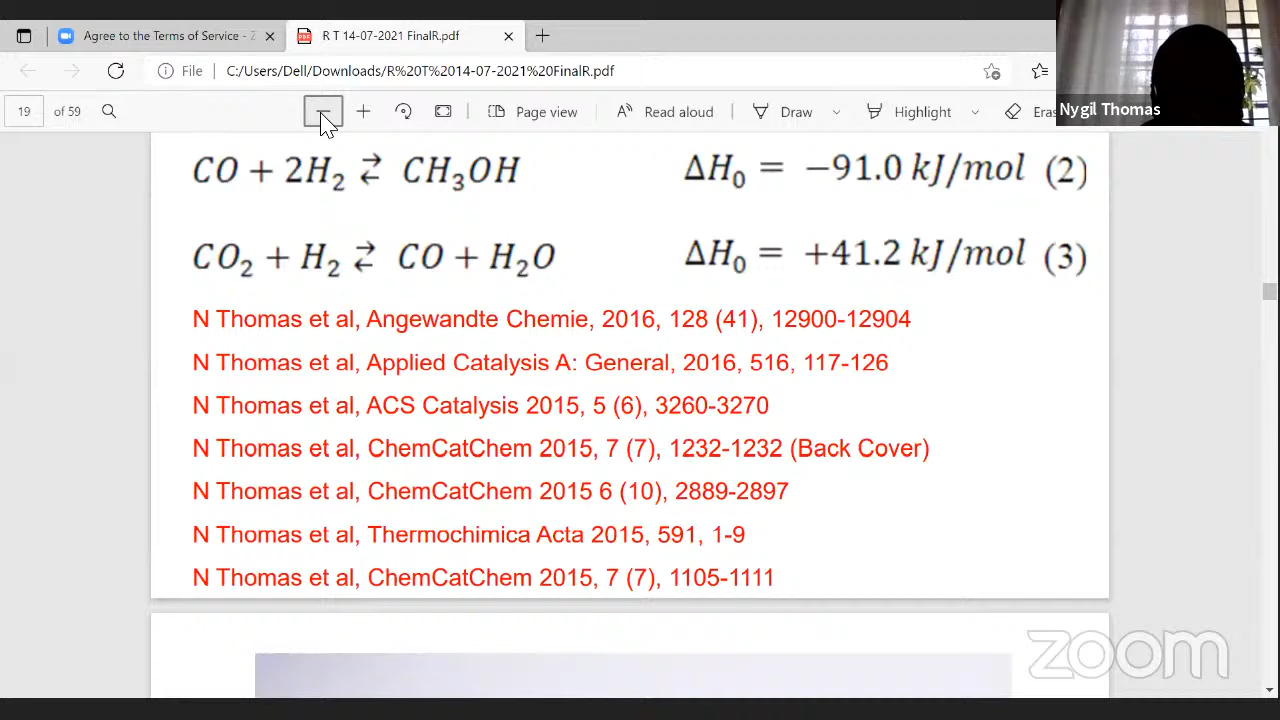 Agree to the Terms of Service - Z
R T 14-07-2021 FinalR.pdf
File C:/Users/Dell/Downloads/R%20T%2014-07-2021%20FinalR.pdf
19 of 59 Page view Read aloud Draw Highlight Eras
Nygil Thomas
CO + 2H₂ ⇄ CH₃OH ΔH₀ = −91.0 kJ/mol (2)
CO₂ + H₂ ⇄ CO + H₂O ΔH₀ = +41.2 kJ/mol (3)
N Thomas et al, Angewandte Chemie, 2016, 128 (41), 12900-12904
N Thomas et al, Applied Catalysis A: General, 2016, 516, 117-126
N Thomas et al, ACS Catalysis 2015, 5 (6), 3260-3270
N Thomas et al, ChemCatChem 2015, 7 (7), 1232-1232 (Back Cover)
N Thomas et al, ChemCatChem 2015 6 (10), 2889-2897
N Thomas et al, Thermochimica Acta 2015, 591, 1-9
N Thomas et al, ChemCatChem 2015, 7 (7), 1105-1111
zoom